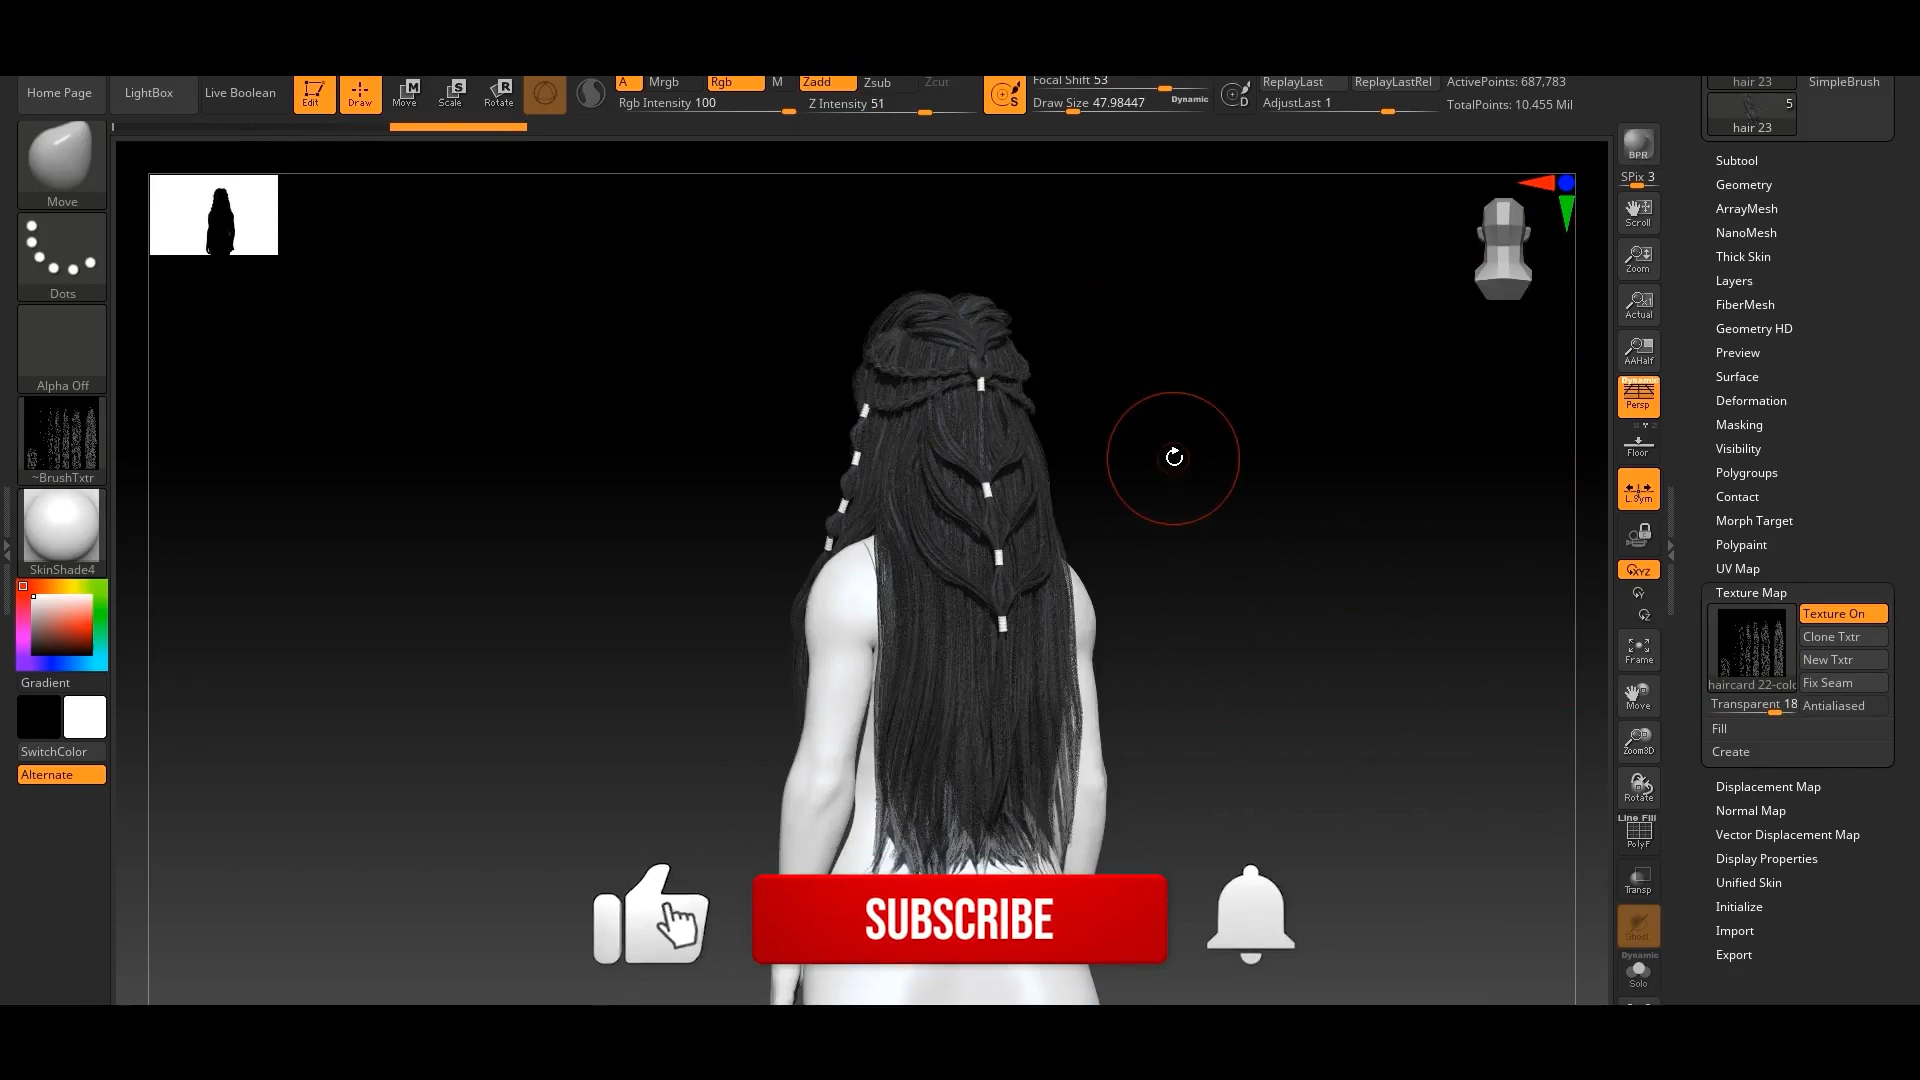 Home Page
LightBox
Live Boolean
Edit
Draw
Move
Scale
Rotate
A
Mrgb
Rgb
M
Rgb Intensity 100
Zadd
Zsub
Zcut
Z Intensity 51
S
Focal Shift 53
Draw Size 47.98447
Dynamic
D
ReplayLast
ReplayLastRel
AdjustLast 1
ActivePoints: 687,783
TotalPoints: 10.455 Mil
hair 23
SimpleBrush
5
hair 23
Move
Dots
Alpha Off
~BrushTxtr
SkinShade4
Gradient
SwitchColor
Alternate
SUBSCRIBE
BPR
SPix 3
Scroll
Zoom
Actual
AAHalf
Dynamic
Persp
Floor
L.Sym
XYZ
Frame
Move
Zoom3D
Rotate
Line Fill
PolyF
Transp
Ghost
Dynamic
Solo
Subtool
Geometry
ArrayMesh
NanoMesh
Thick Skin
Layers
FiberMesh
Geometry HD
Preview
Surface
Deformation
Masking
Visibility
Polygroups
Contact
Morph Target
Polypaint
UV Map
Texture Map
Texture On
Clone Txtr
New Txtr
haircard 22-colo
Fix Seam
Transparent 18
Antialiased
Fill
Create
Displacement Map
Normal Map
Vector Displacement Map
Display Properties
Unified Skin
Initialize
Import
Export